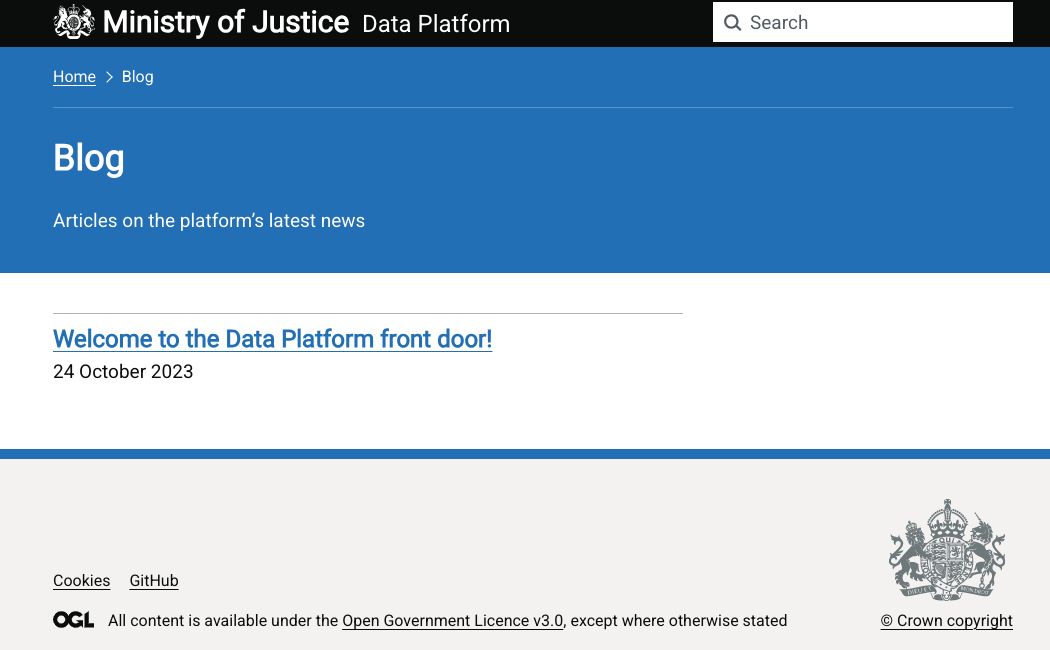 Ministry of Justice Data Platform
Search
Home > Blog
Blog
Articles on the platform’s latest news
Welcome to the Data Platform front door!
24 October 2023
Cookies GitHub
OGL All content is available under the Open Government Licence v3.0, except where otherwise stated
© Crown copyright